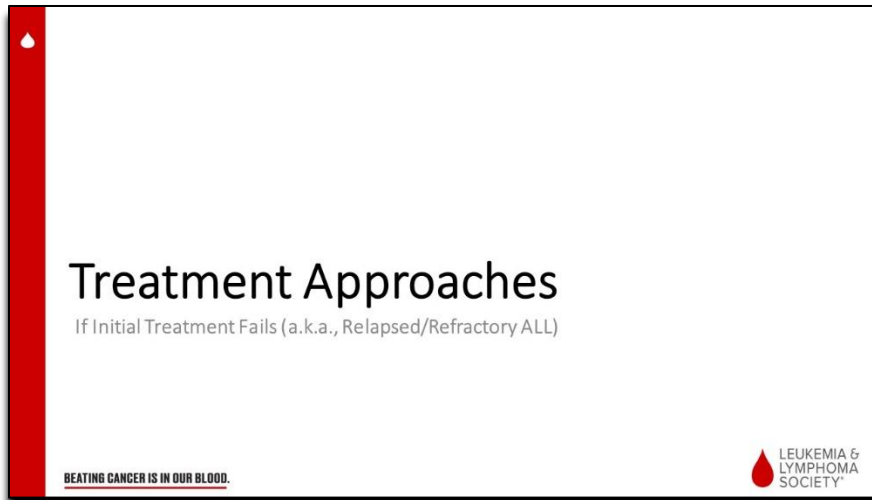 Treatment Approaches
If Initial Treatment Fails (a.k.a., Relapsed/Refractory ALL)
BEATING CANCER IS IN OUR BLOOD.
LEUKEMIA &
LYMPHOMA
SOCIETY®